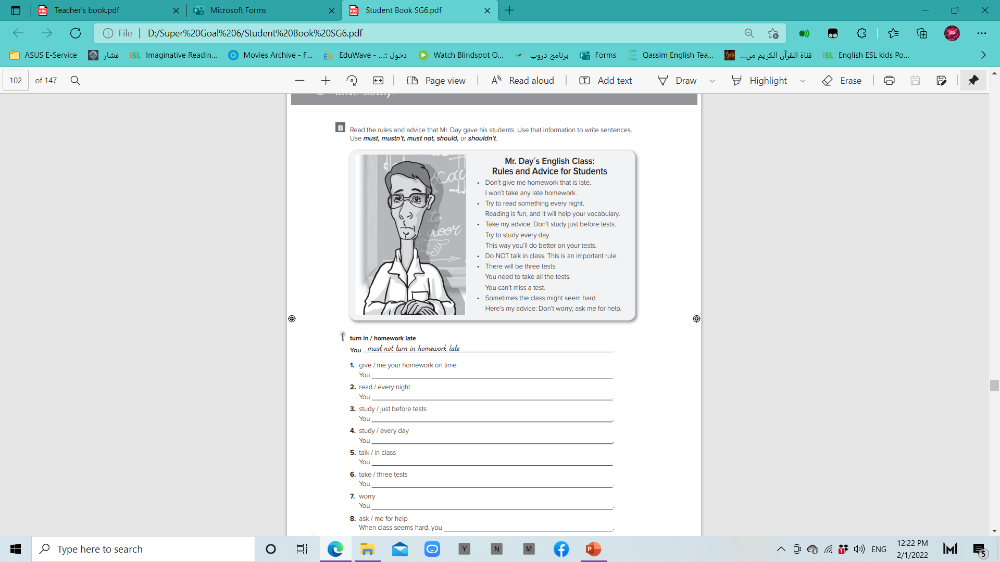 Teacher's book.pdf
Microsoft Forms
Student Book SG6.pdf
File
D:/Super%20Goal%206/Student%20Book%20SG6.pdf
ASUS E-Service
فشار
iSL Imaginative Readin...
Movies Archive - F...
EduWave - ...:: دخول
Watch Blindspot O...
برنامج دروب
Forms
Qassim English Tea...
قناة القرآن الكريم من...
iSL English ESL kids Po...
102 of 147
Page view
Read aloud
Add text
Draw
Highlight
Erase
Drive Slowly!
B Read the rules and advice that Mr. Day gave his students. Use that information to write sentences.
Use must, mustn't, must not, should, or shouldn't.
Mr. Day´s English Class:
Rules and Advice for Students
• Don't give me homework that is late.
I won't take any late homework.
• Try to read something every night.
Reading is fun, and it will help your vocabulary.
• Take my advice: Don't study just before tests.
Try to study every day.
This way you'll do better on your tests.
• Do NOT talk in class. This is an important rule.
• There will be three tests.
You need to take all the tests.
You can't miss a test.
• Sometimes the class might seem hard.
Here's my advice: Don't worry; ask me for help.
to
door
turn in / homework late
You must not turn in homework late.
1. give / me your homework on time
You .
2. read / every night
You .
3. study / just before tests
You .
4. study / every day
You .
5. talk / in class
You .
6. take / three tests
You .
7. worry
You .
8. ask / me for help
When class seems hard, you .
Type here to search
Y
N
M
P
1
ENG
12:22 PM
2/1/2022
5